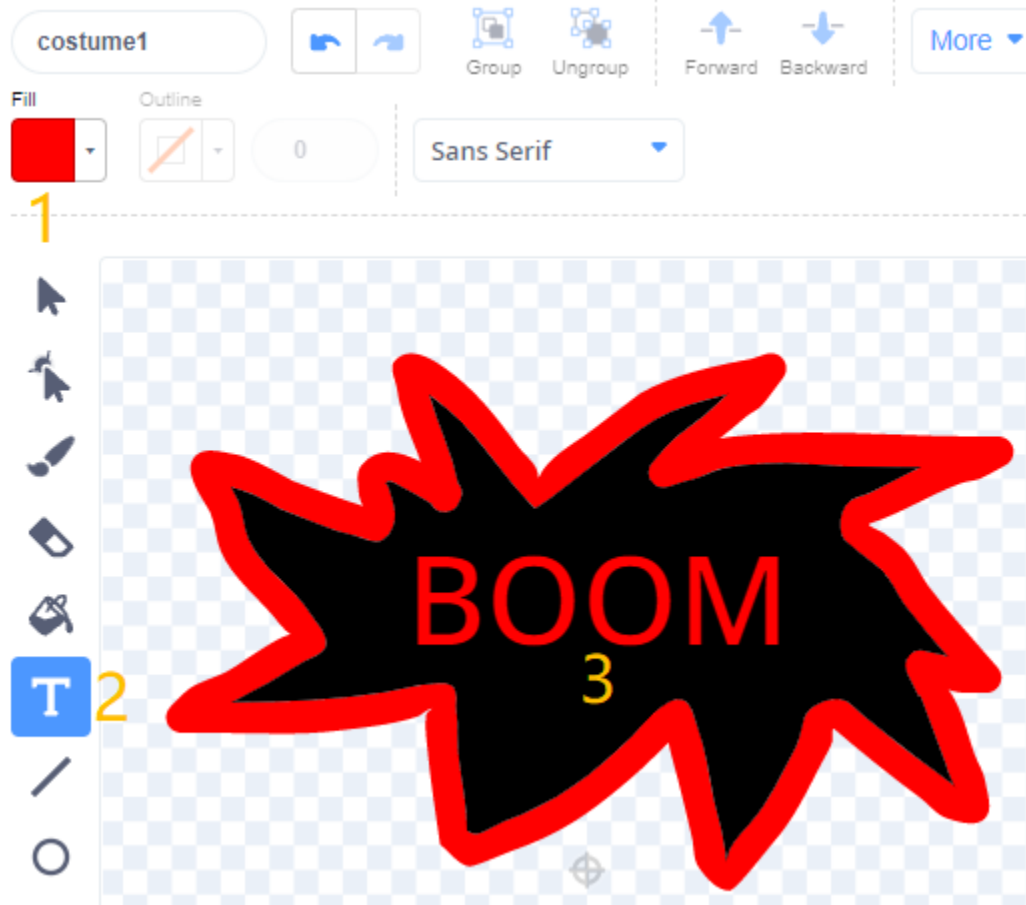 costume1
Group
Ungroup
Forward
Backward
More
Fill
Outline
0
Sans Serif
1
T
2
BOOM
3